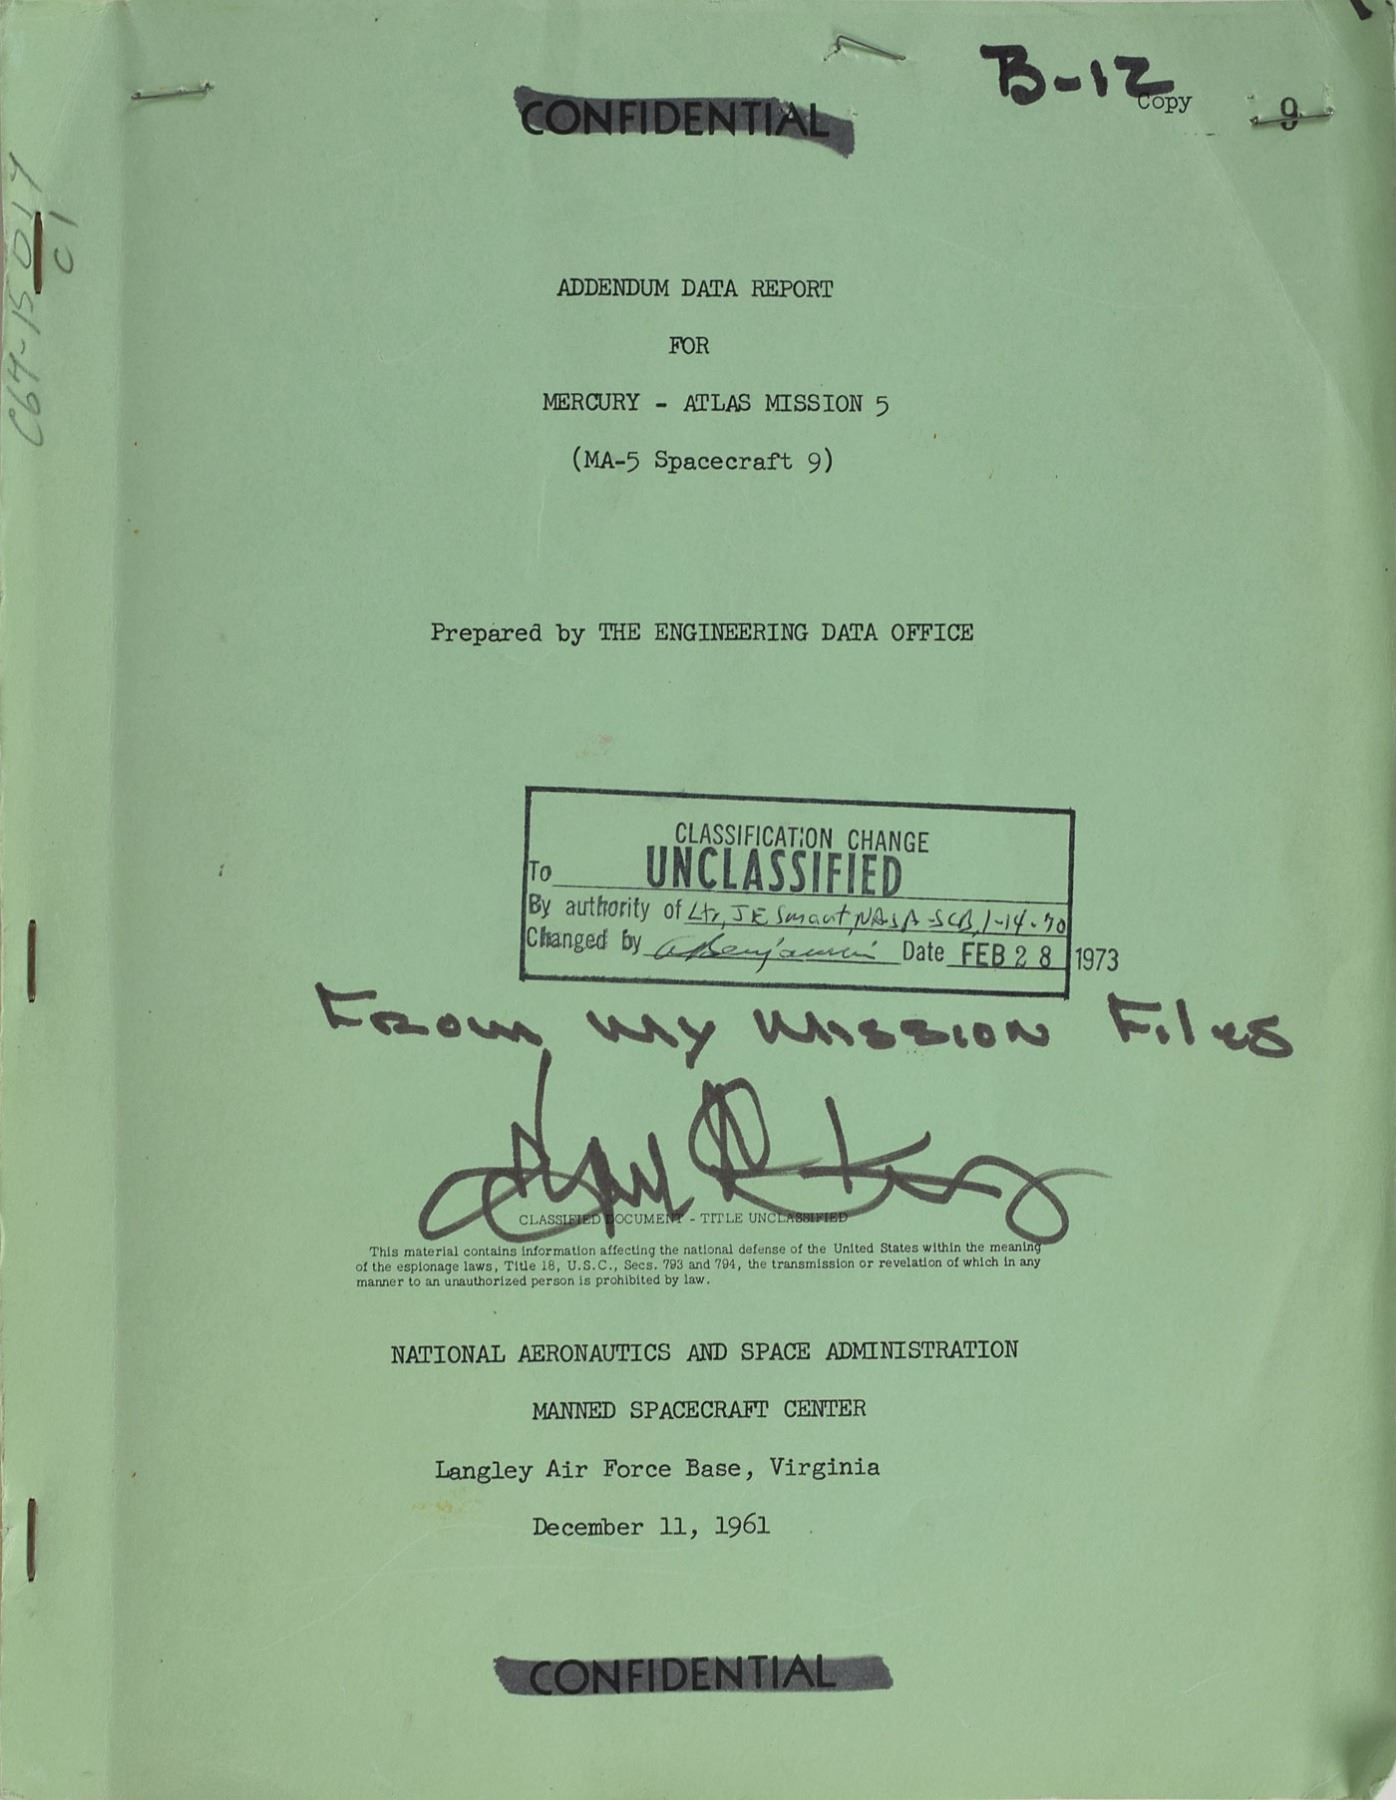 B-12
Copy 9
CONFIDENTIAL
C64-15017
C1
ADDENDUM DATA REPORT
FOR
MERCURY - ATLAS MISSION 5
(MA-5 Spacecraft 9)
Prepared by THE ENGINEERING DATA OFFICE
CLASSIFICATION CHANGE
To UNCLASSIFIED
By authority of Ltr, JE Smart, NASA-SCB, 1-14-70
Changed by Date FEB 28 1973
FROM MY MISSION FILES
CLASSIFIED DOCUMENT - TITLE UNCLASSIFIED
This material contains information affecting the national defense of the United States within the meaning
of the espionage laws, Title 18, U.S.C., Secs. 793 and 794, the transmission or revelation of which in any
manner to an unauthorized person is prohibited by law.
NATIONAL AERONAUTICS AND SPACE ADMINISTRATION
MANNED SPACECRAFT CENTER
Langley Air Force Base, Virginia
December 11, 1961
CONFIDENTIAL